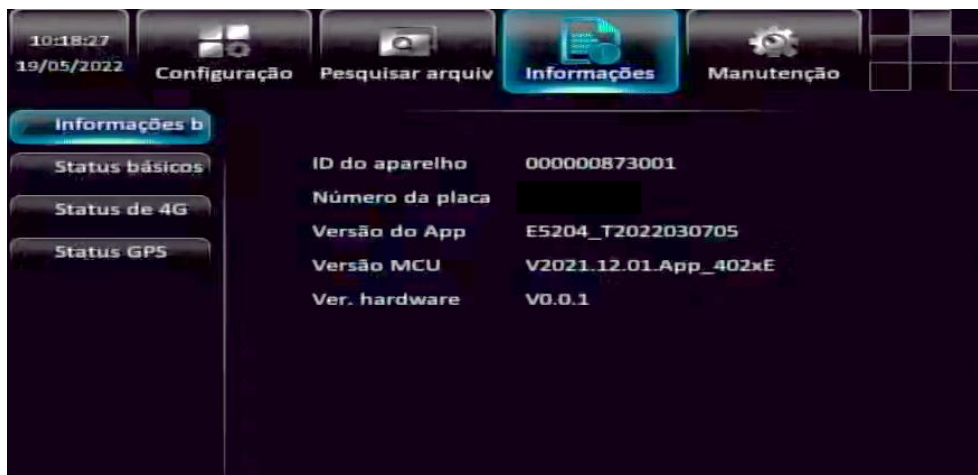 10:18:27
19/05/2022
Configuração
Pesquisar arquiv
Informações
Manutenção
Informações b
Status básicos
Status de 4G
Status GPS
ID do aparelho 000000873001
Número da placa
Versão do App E5204_T2022030705
Versão MCU V2021.12.01.App_402xE
Ver. hardware V0.0.1